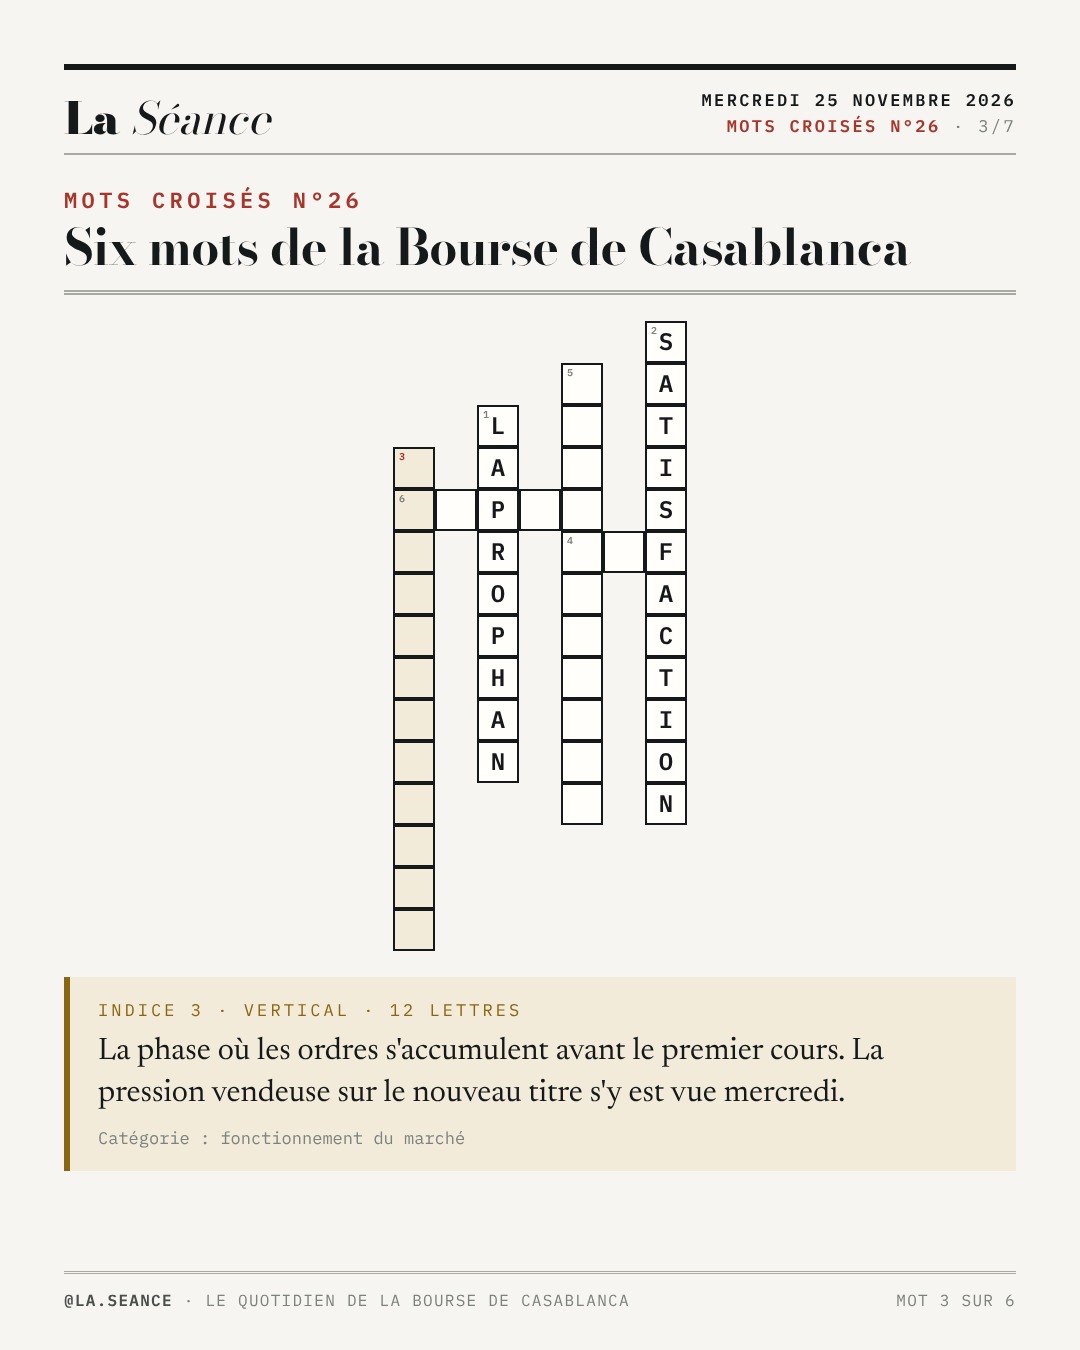 La Séance
MERCREDI 25 NOVEMBRE 2026
MOTS CROISÉS N°26 · 3/7
MOTS CROISÉS N°26
Six mots de la Bourse de Casablanca
2 S
5 A
1 L T
3 A I
6 P S
R 4 F
O A
P C
H T
A I
N O
N
INDICE 3 · VERTICAL · 12 LETTRES
La phase où les ordres s'accumulent avant le premier cours. La
pression vendeuse sur le nouveau titre s'y est vue mercredi.
Catégorie : fonctionnement du marché
@LA.SEANCE · LE QUOTIDIEN DE LA BOURSE DE CASABLANCA
MOT 3 SUR 6